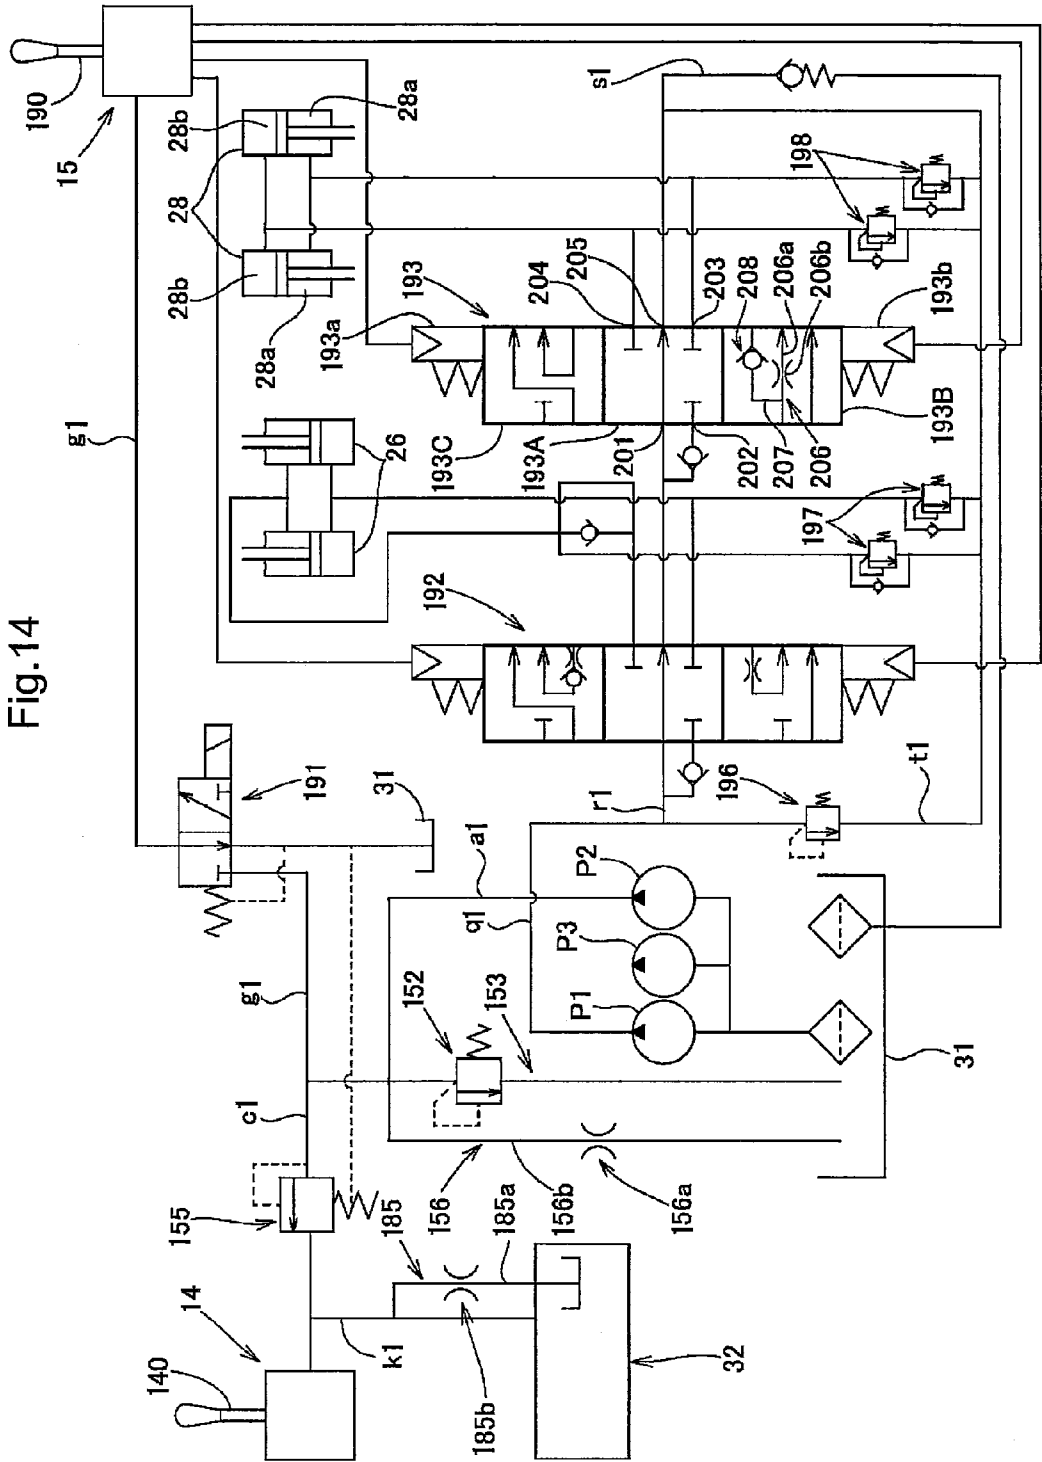 Fig.14
190
15
28b
28a
28
28b
28a
193a
193
204
205
203
208
206a
206b
193b
198
s1
g1
26
193C
193A
201
202
207
206
193B
197
192
191
31
r1
196
t1
a1
q1
P2
P3
P1
g1
c1
152
153
31
155
185
156
185a
156b
156a
14
140
k1
185b
32